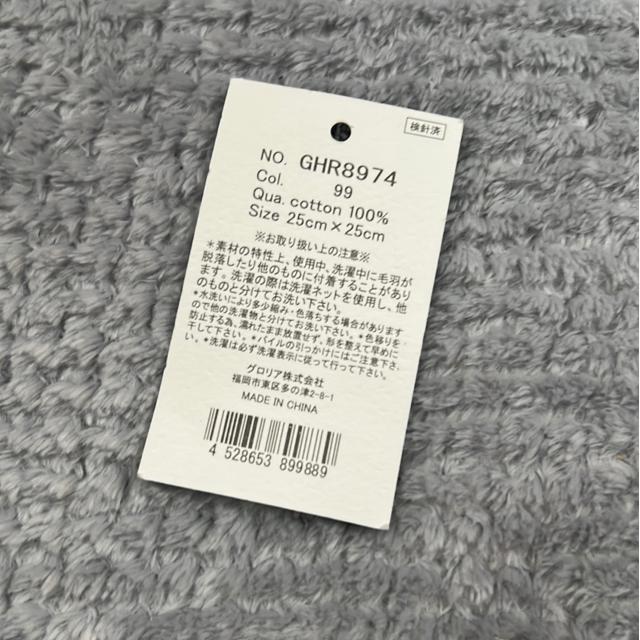 検針済
NO. GHR8974
Col. 99
Qua. cotton 100%
Size 25cm×25cm
※お取り扱い上の注意※
*素材の特性上、使用中、洗濯中に毛羽が
脱落したり他のものに付着することがあり
ます。洗濯の際は洗濯ネットを使用し、他
のものと分けてお洗い下さい。
*水洗いにより多少縮み・色落ちする場合があります
ので他の洗濯物と分けてお洗い下さい。*色移りを
防止する為、濡れたまま放置せず、形を整えて早めに
干して下さい。*パイルの引っかけにはご注意下さ
い。*洗濯は必ず洗濯表示に従って行って下さい。
グロリア株式会社
福岡市東区多の津2-8-1
MADE IN CHINA
4 528653 899889